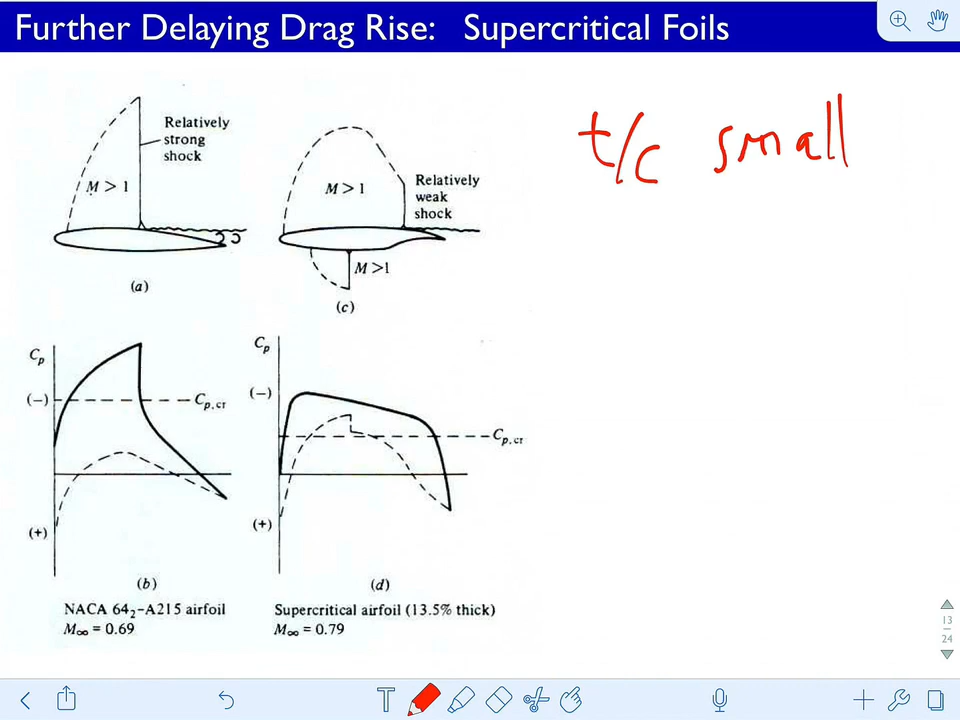 Further Delaying Drag Rise: Supercritical Foils
t/c small
Relatively
strong
shock
M > 1
(a)
M > 1
Relatively
weak
shock
M > 1
(c)
Cp
(−)
Cp,cr
(+)
(b)
NACA 64₂-A215 airfoil
M∞ = 0.69
Cp
(−)
Cp,cr
(+)
(d)
Supercritical airfoil (13.5% thick)
M∞ = 0.79
13
24
T